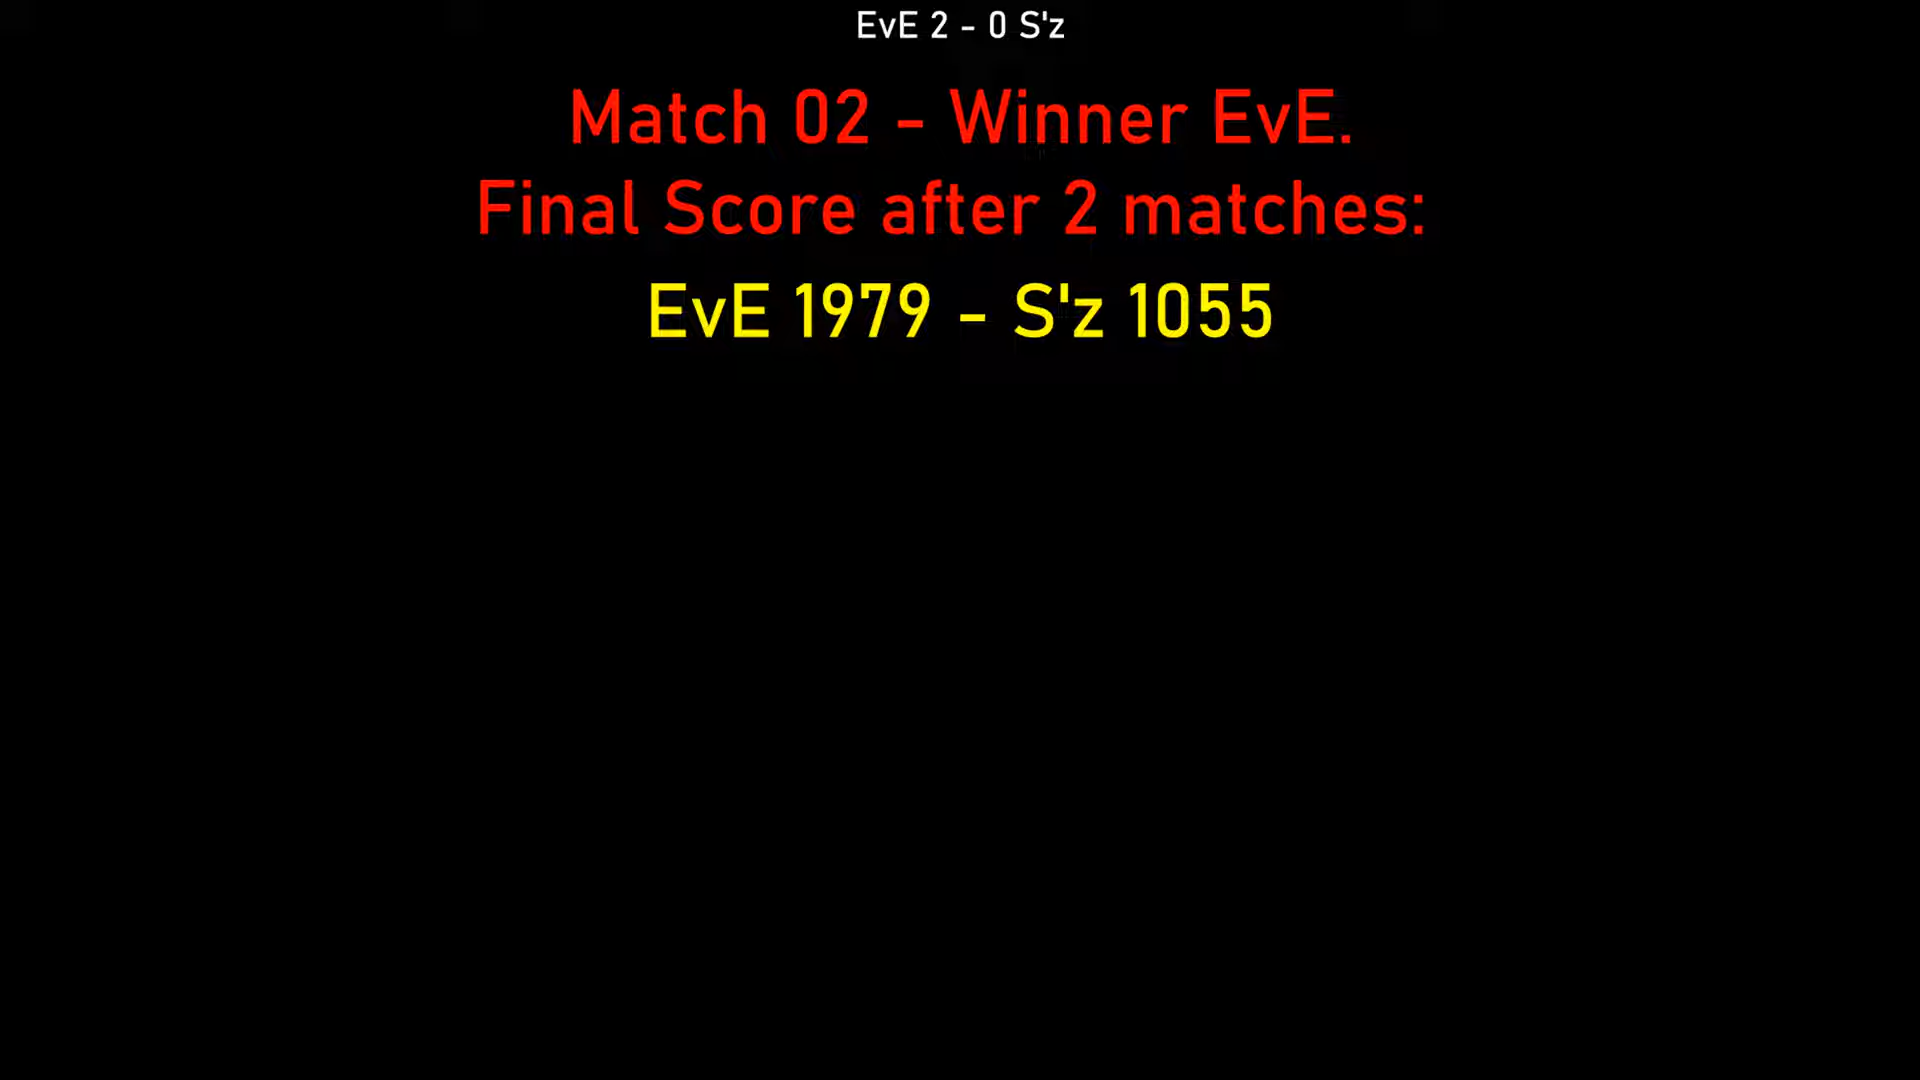 EvE 2 - 0 S'z
Match 02 - Winner EvE.
Final Score after 2 matches:
EvE 1979 - S'z 1055